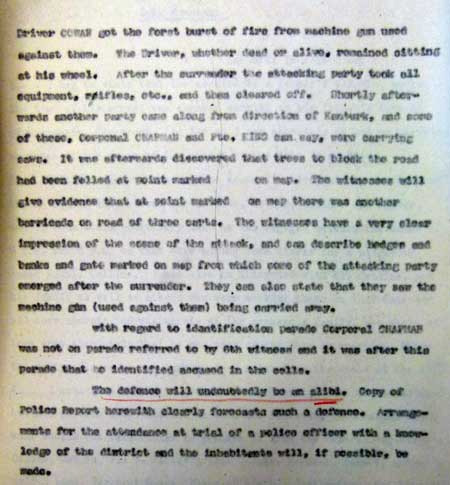 Driver COWAN got the first burst of fire from machine gun used
against them. The Driver, whether dead or alive, remained sitting
at his wheel. After the surrender the attacking party took all
equipment, rifles, etc., and then cleared off. Shortly after-
wards another party came along from direction of Kanturk, and some
of these, Corporal CHAPMAN and Pte. KING can say, were carrying
saws. It was afterwards discovered that trees to block the road
had been felled at point marked on map. The witnesses will
give evidence that at point marked on map there was another
barricade on road of three carts. The witnesses have a very clear
impression of the scene of the attack, and can describe hedges and
banks and gate marked on map from which some of the attacking party
emerged after the surrender. They can also state that they saw the
machine gun (used against them) being carried away.
with regard to identification parade Corporal CHAPMAN
was not on parade referred to by 6th witness and it was after this
parade that he identified accused in the cells.
The defence will undoubtedly be an alibi. Copy of
Police Report herewith clearly forecasts such a defence. Arrange-
ments for the attendance at trial of a police officer with a know-
ledge of the district and the inhabitants will, if possible, be
made.